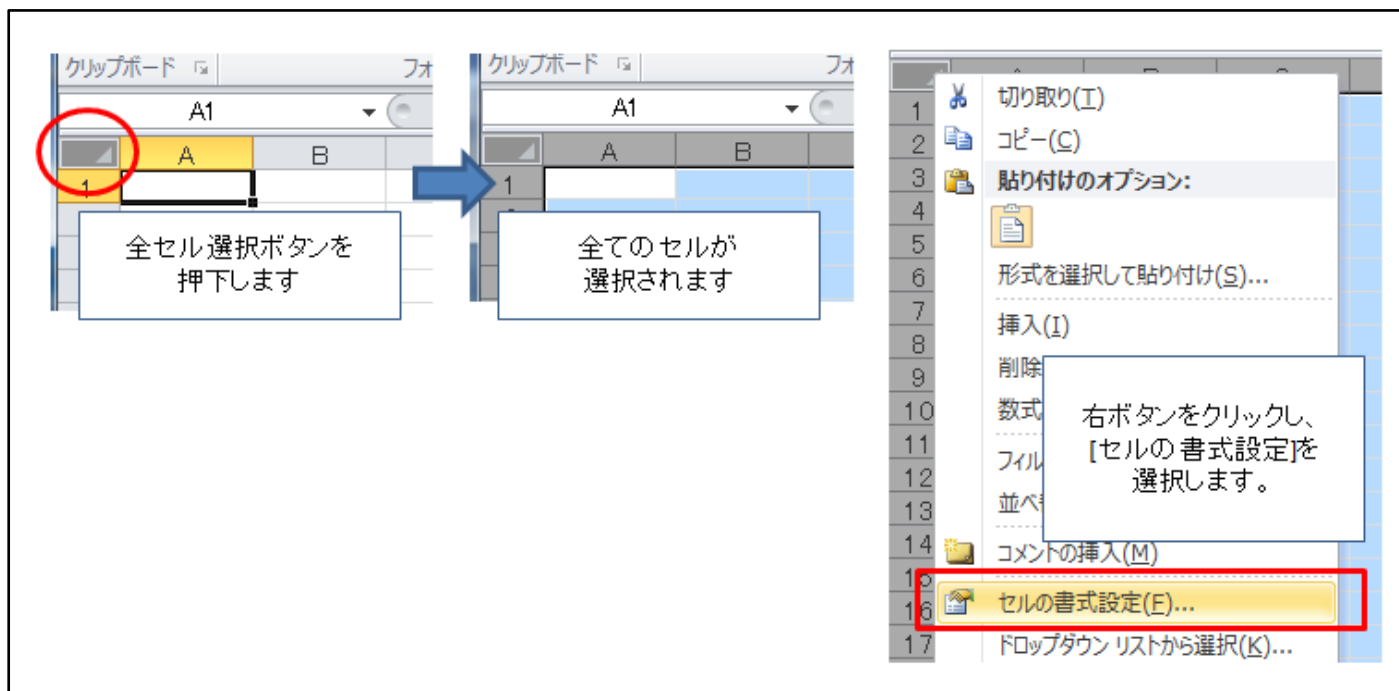 クリップボード
フォ
A1
A
B
1
全セル選択ボタンを
押下します
クリップボード
フォ
A1
A
B
1
全てのセルが
選択されます
1
2
3
4
5
6
7
8
9
10
11
12
13
14
15
16
17
切り取り(T)
コピー(C)
貼り付けのオプション:
形式を選択して貼り付け(S)...
挿入(I)
削除
数式
フィル
並べ
コメントの挿入(M)
セルの書式設定(F)...
ドロップダウン リストから選択(K)...
右ボタンをクリックし、
[セルの書式設定]を
選択します。